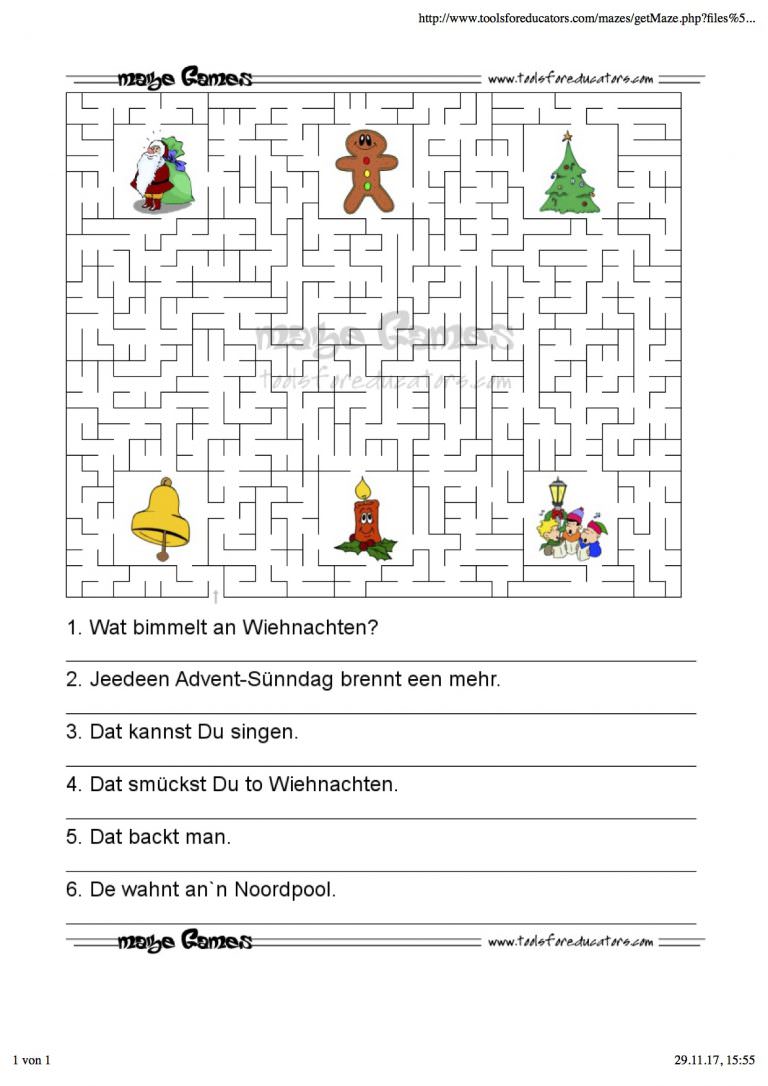 http://www.toolsforeducators.com/mazes/getMaze.php?files%5...
maze Games www.toolsforeducators.com
maze Games
toolsforeducators.com
1. Wat bimmelt an Wiehnachten?
2. Jeedeen Advent-Sünndag brennt een mehr.
3. Dat kannst Du singen.
4. Dat smückst Du to Wiehnachten.
5. Dat backt man.
6. De wahnt an`n Noordpool.
maze Games www.toolsforeducators.com
1 von 1 29.11.17, 15:55